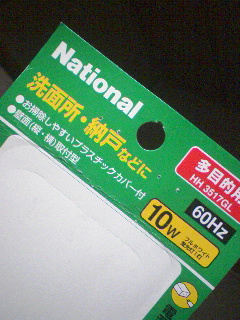 National
洗面所・納戸などに
●お掃除しやすいプラスチックカバー付
●壁面(縦・横)取付型
多目的用
HH 3517GL
10W
60Hz